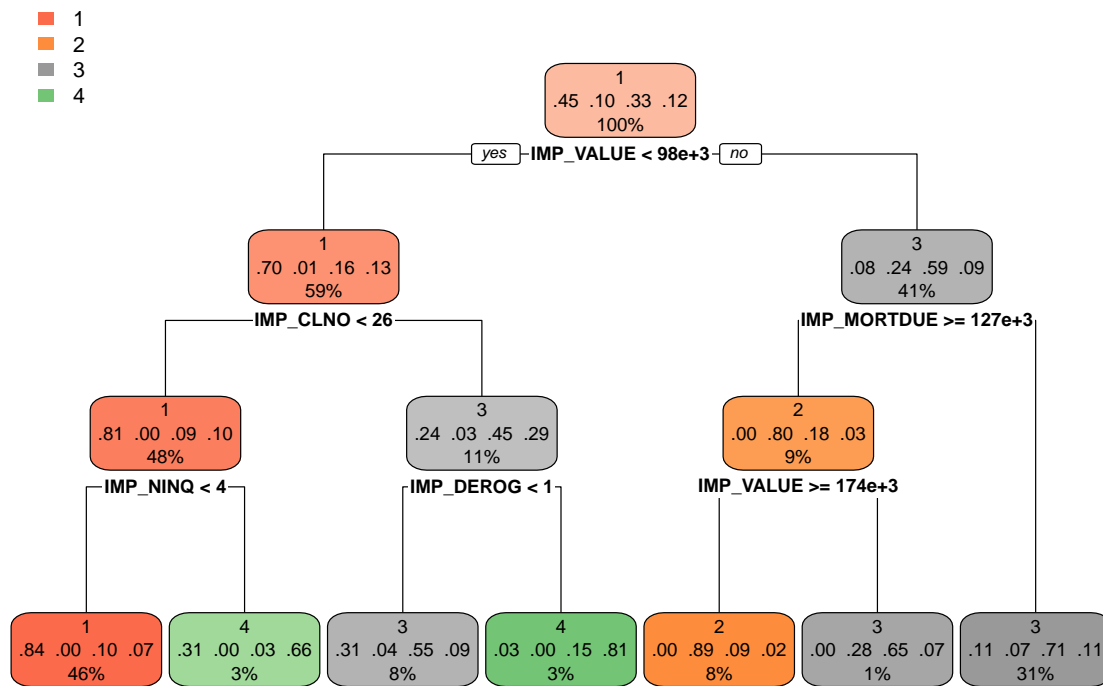 1
2
3
4
1
.45 .10 .33 .12
100%
yes IMP_VALUE < 98e+3 no
1
.70 .01 .16 .13
59%
IMP_CLNO < 26
3
.08 .24 .59 .09
41%
IMP_MORTDUE >= 127e+3
1
.81 .00 .09 .10
48%
IMP_NINQ < 4
3
.24 .03 .45 .29
11%
IMP_DEROG < 1
2
.00 .80 .18 .03
9%
IMP_VALUE >= 174e+3
1
.84 .00 .10 .07
46%
4
.31 .00 .03 .66
3%
3
.31 .04 .55 .09
8%
4
.03 .00 .15 .81
3%
2
.00 .89 .09 .02
8%
3
.00 .28 .65 .07
1%
3
.11 .07 .71 .11
31%